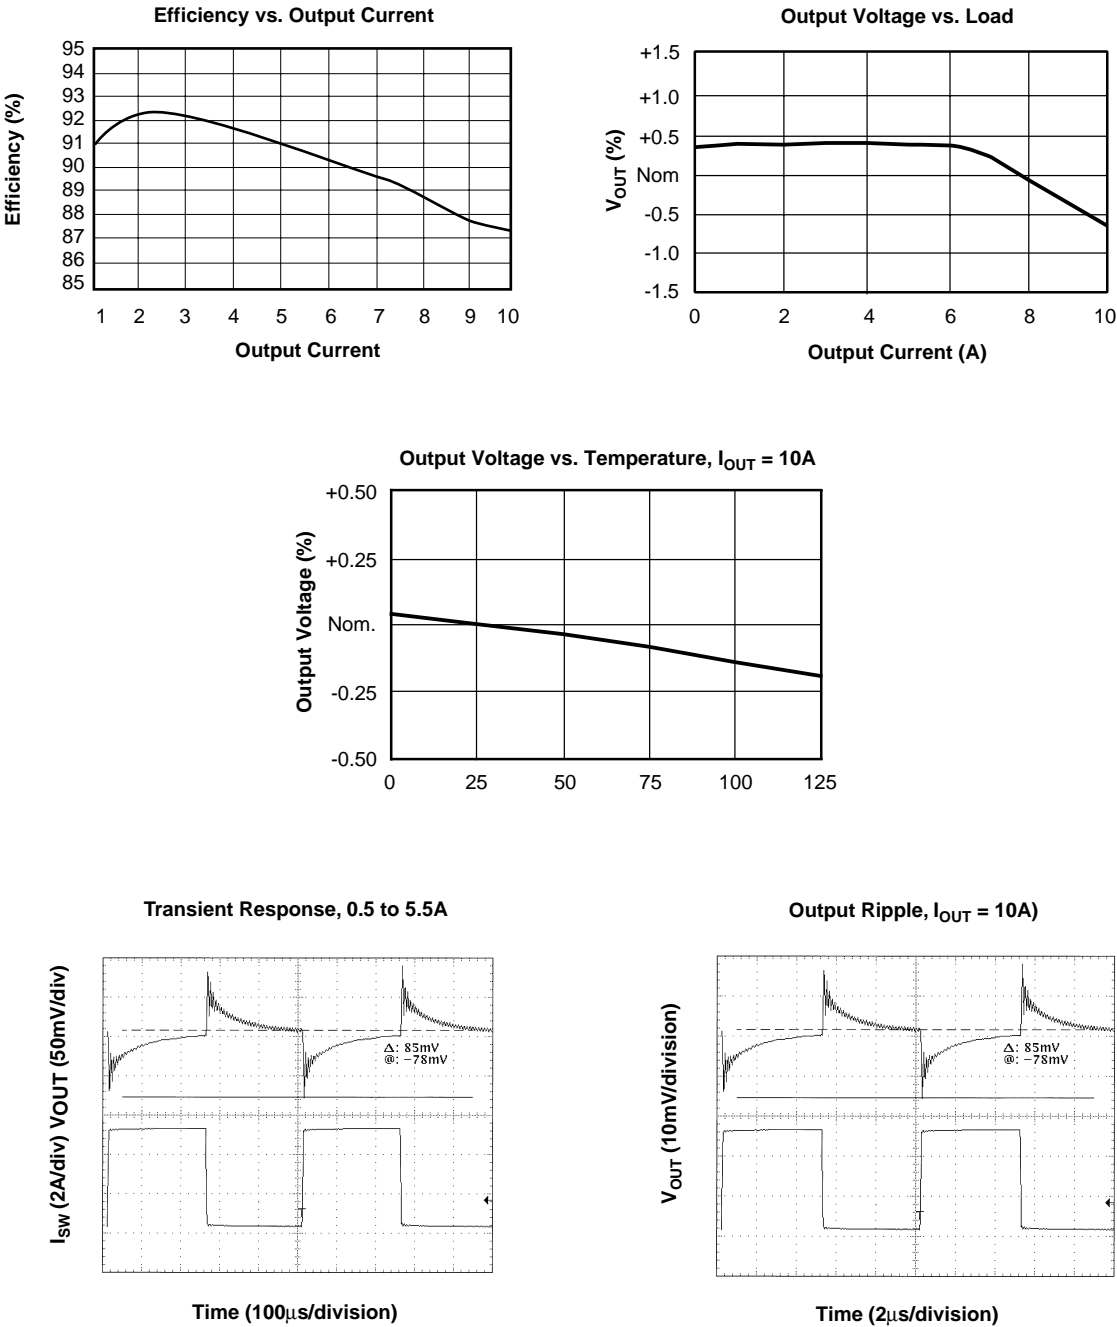 Efficiency vs. Output Current
Efficiency (%)
95
94
93
92
91
90
89
88
87
86
85
1 2 3 4 5 6 7 8 9 10
Output Current
Output Voltage vs. Load
VOUT (%)
+1.5
+1.0
+0.5
Nom
-0.5
-1.0
-1.5
0 2 4 6 8 10
Output Current (A)
Output Voltage vs. Temperature, IOUT = 10A
Output Voltage (%)
+0.50
+0.25
Nom.
-0.25
-0.50
0 25 50 75 100 125
Transient Response, 0.5 to 5.5A
ISW (2A/div) VOUT (50mV/div)
Δ: 85mV
@: −78mV
Time (100µs/division)
Output Ripple, IOUT = 10A)
VOUT (10mV/division)
Δ: 85mV
@: −78mV
Time (2µs/division)